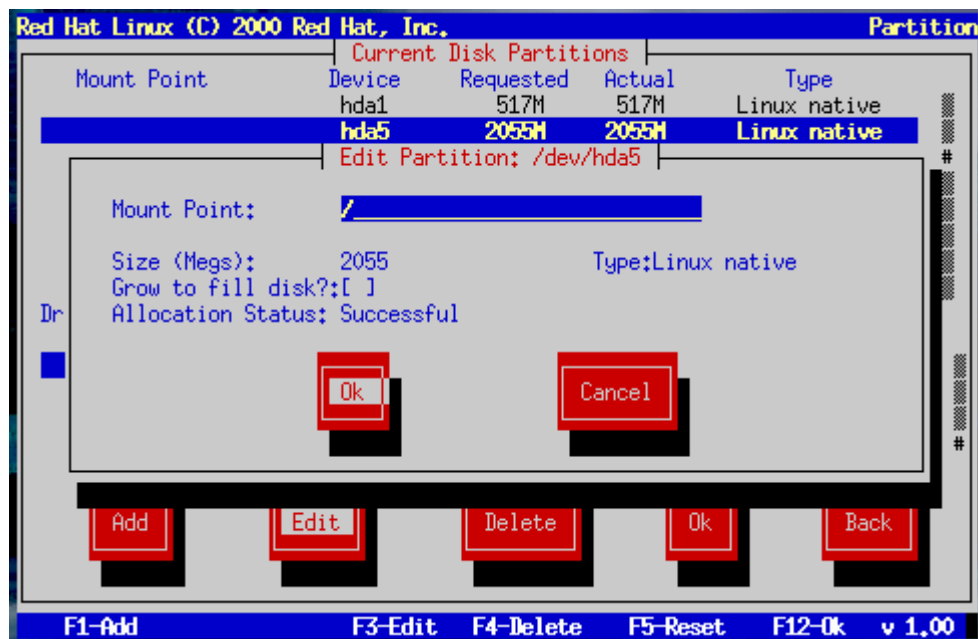 Red Hat Linux (C) 2000 Red Hat, Inc. Partition
Current Disk Partitions
Mount Point Device Requested Actual Type
hda1 517M 517M Linux native
hda5 2055M 2055M Linux native
#
Edit Partition: /dev/hda5
Mount Point: /
Size (Megs): 2055 Type:Linux native
Grow to fill disk?:[ ]
Dr
Allocation Status: Successful
Ok Cancel
#
Add Edit Delete Ok Back
F1-Add F3-Edit F4-Delete F5-Reset F12-Ok v 1.00